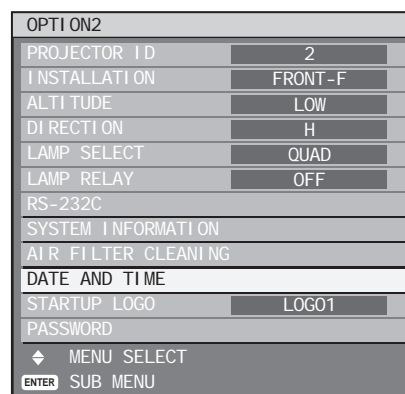 OPTION2
PROJECTOR ID 2
INSTALLATION FRONT-F
ALTITUDE LOW
DIRECTION H
LAMP SELECT QUAD
LAMP RELAY OFF
RS-232C
SYSTEM INFORMATION
AIR FILTER CLEANING
DATE AND TIME
STARTUP LOGO LOGO1
PASSWORD
MENU SELECT
ENTER SUB MENU